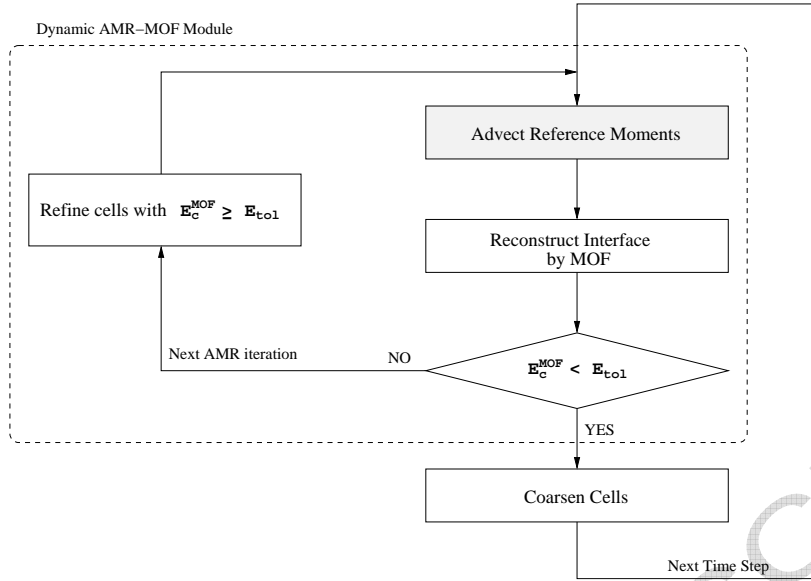 Dynamic AMR–MOF Module
Advect Reference Moments
Refine cells with E_c^MOF ≥ E_tol
Reconstruct Interface
by MOF
Next AMR iteration
NO
E_c^MOF < E_tol
YES
Coarsen Cells
Next Time Step